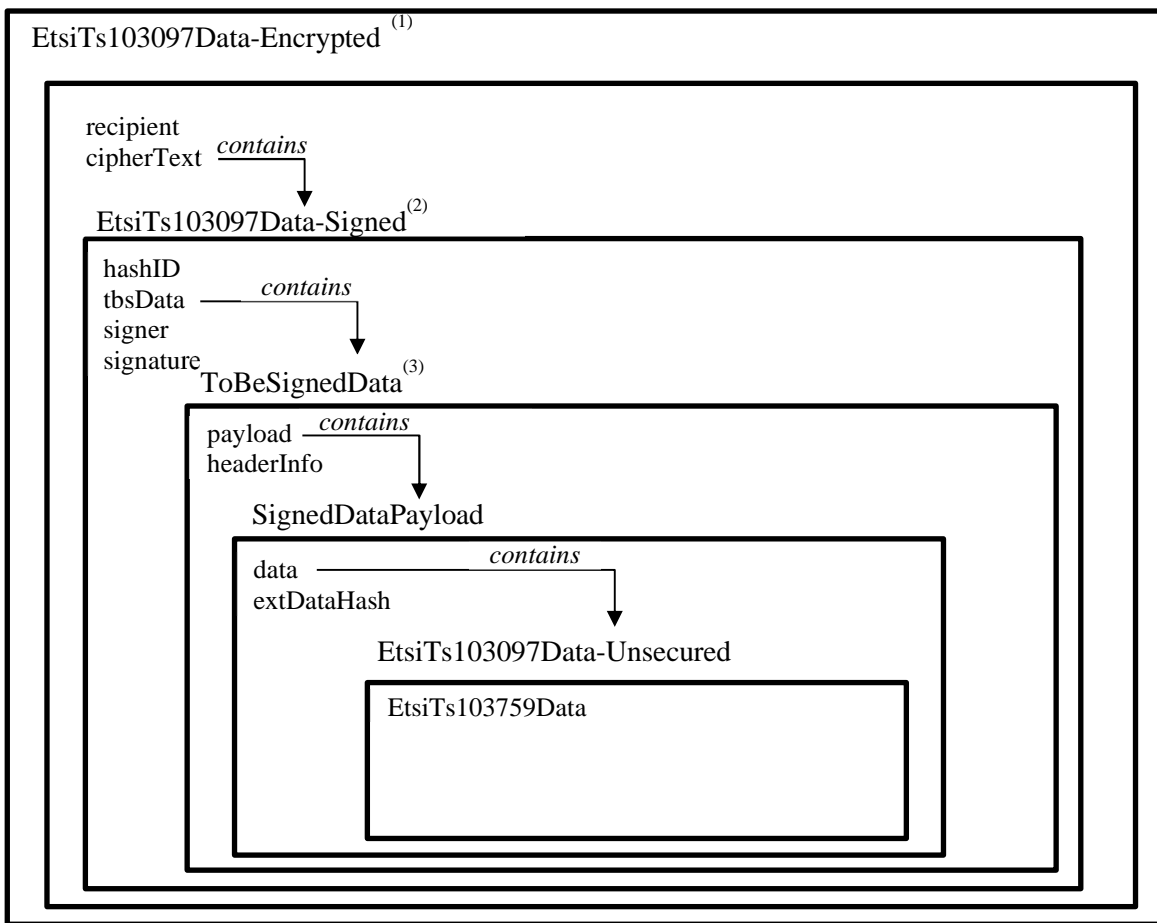 EtsiTs103097Data-Encrypted (1)
recipient
cipherText contains
EtsiTs103097Data-Signed (2)
hashID
tbsData contains
signer
signature
ToBeSignedData (3)
payload contains
headerInfo
SignedDataPayload
data contains
extDataHash
EtsiTs103097Data-Unsecured
EtsiTs103759Data